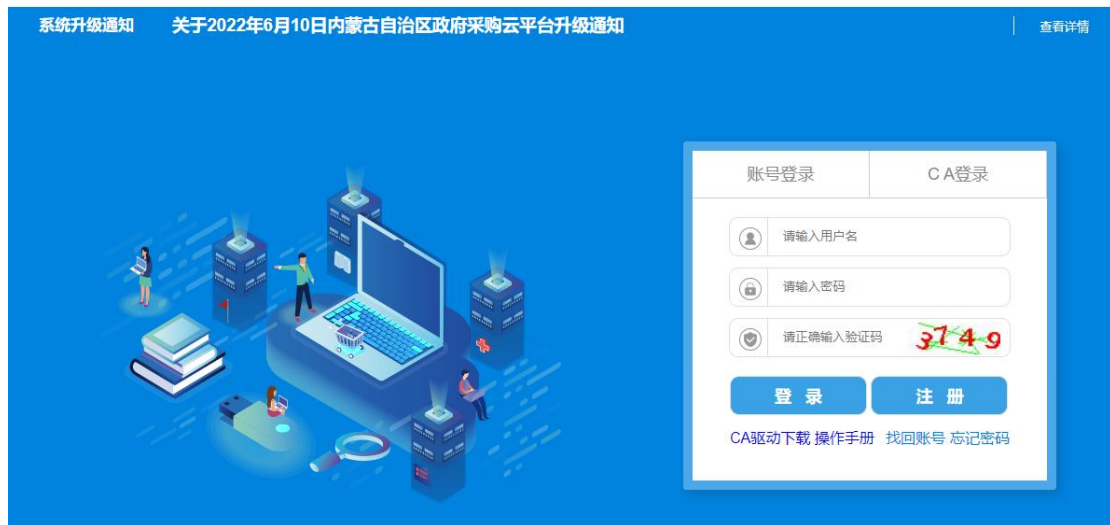 系统升级通知 关于2022年6月10日内蒙古自治区政府采购云平台升级通知 查看详情
账号登录 CA登录
请输入用户名
请输入密码
请正确输入验证码 3749
登 录 注 册
CA驱动下载 操作手册 找回账号 忘记密码